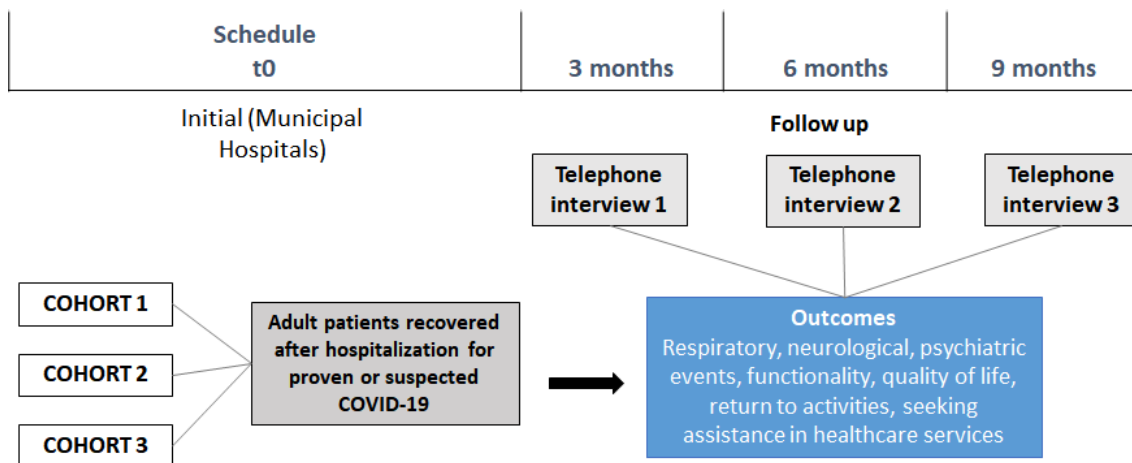 Schedule
t0
3 months
6 months
9 months
Initial (Municipal
Hospitals)
Follow up
Telephone
interview 1
Telephone
interview 2
Telephone
interview 3
COHORT 1
COHORT 2
COHORT 3
Adult patients recovered
after hospitalization for
proven or suspected
COVID-19
Outcomes
Respiratory, neurological, psychiatric
events, functionality, quality of life,
return to activities, seeking
assistance in healthcare services